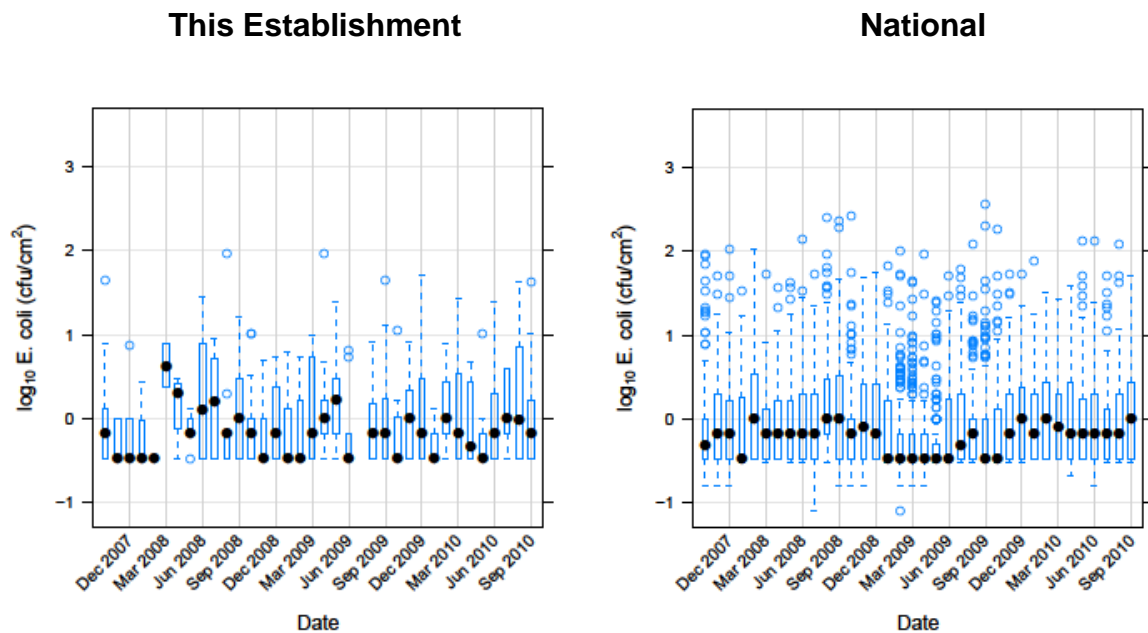 This Establishment
National
log10 E. coli (cfu/cm2)
3
2
1
0
−1
Dec 2007
Mar 2008
Jun 2008
Sep 2008
Dec 2008
Mar 2009
Jun 2009
Sep 2009
Dec 2009
Mar 2010
Jun 2010
Sep 2010
Date
log10 E. coli (cfu/cm2)
3
2
1
0
−1
Dec 2007
Mar 2008
Jun 2008
Sep 2008
Dec 2008
Mar 2009
Jun 2009
Sep 2009
Dec 2009
Mar 2010
Jun 2010
Sep 2010
Date